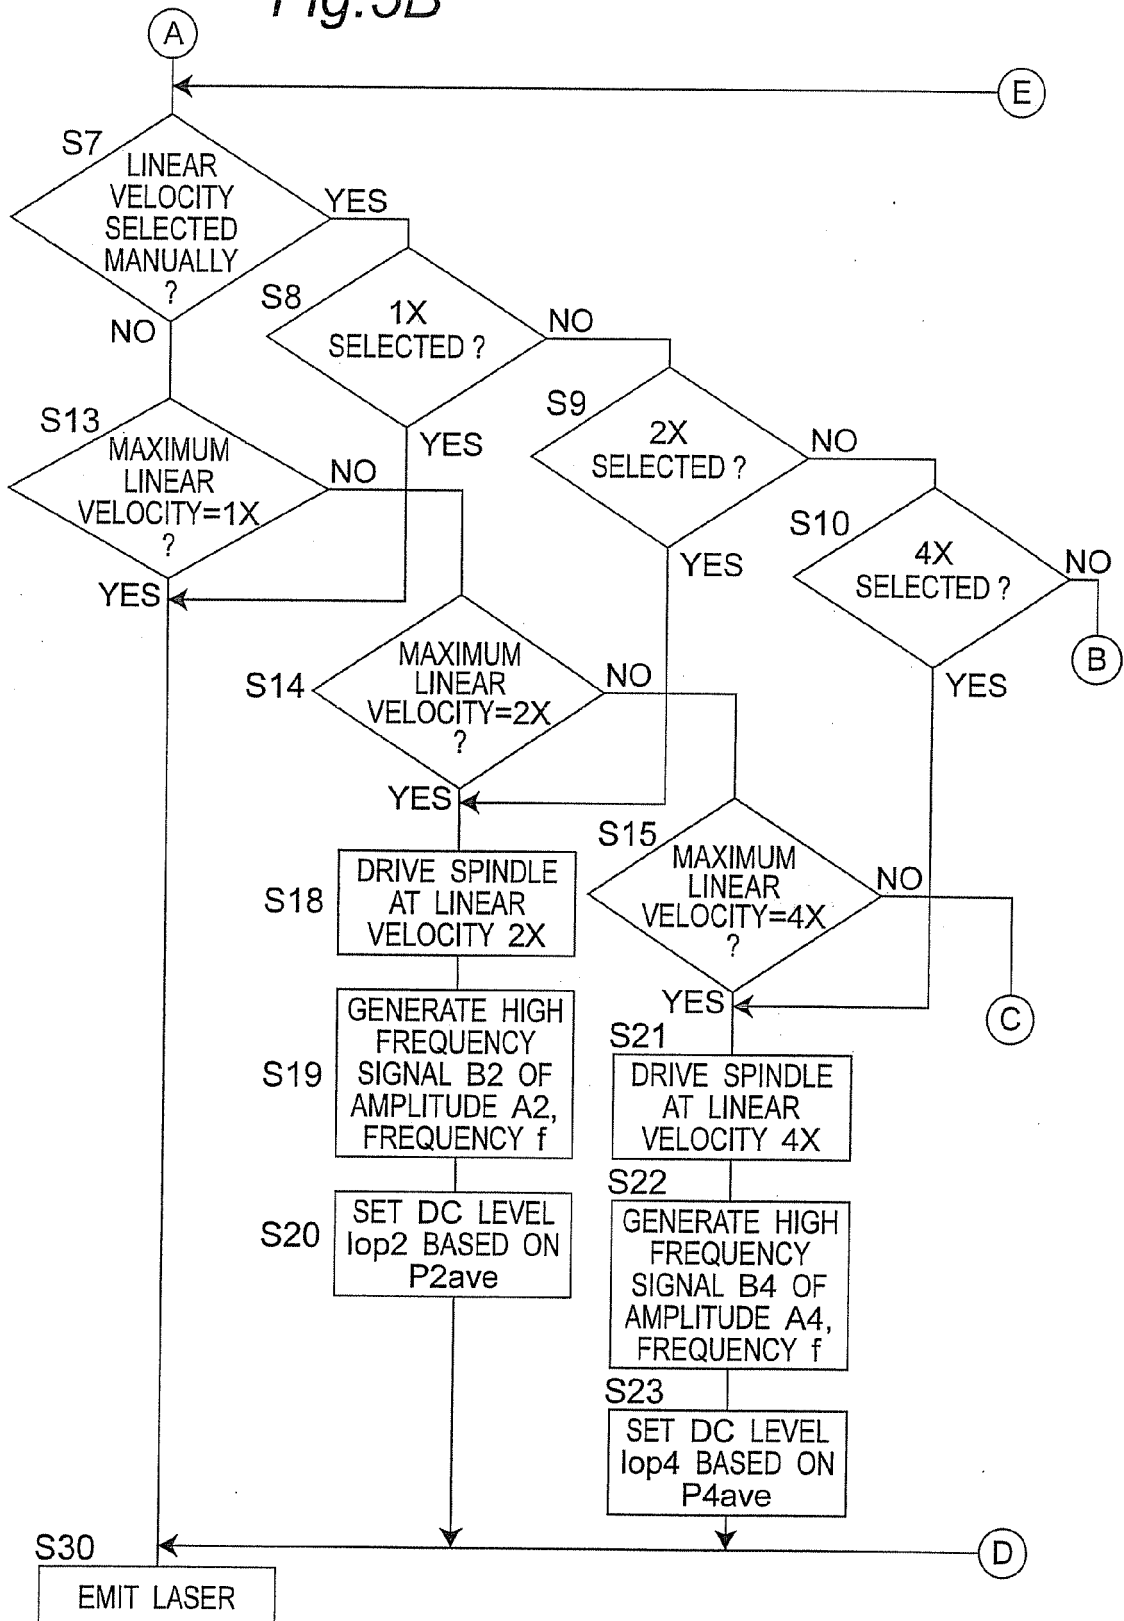 Fig.5B
A
E
S7
LINEAR
VELOCITY
SELECTED
MANUALLY
?
YES
NO
S8
1X
SELECTED ?
NO
YES
S9
2X
SELECTED ?
NO
YES
S10
4X
SELECTED ?
NO
YES
B
S13
MAXIMUM
LINEAR
VELOCITY=1X
?
NO
YES
S14
MAXIMUM
LINEAR
VELOCITY=2X
?
NO
YES
S15
MAXIMUM
LINEAR
VELOCITY=4X
?
NO
YES
C
S18
DRIVE SPINDLE
AT LINEAR
VELOCITY 2X
S19
GENERATE HIGH
FREQUENCY
SIGNAL B2 OF
AMPLITUDE A2,
FREQUENCY f
S20
SET DC LEVEL
Iop2 BASED ON
P2ave
S21
DRIVE SPINDLE
AT LINEAR
VELOCITY 4X
S22
GENERATE HIGH
FREQUENCY
SIGNAL B4 OF
AMPLITUDE A4,
FREQUENCY f
S23
SET DC LEVEL
Iop4 BASED ON
P4ave
D
S30
EMIT LASER